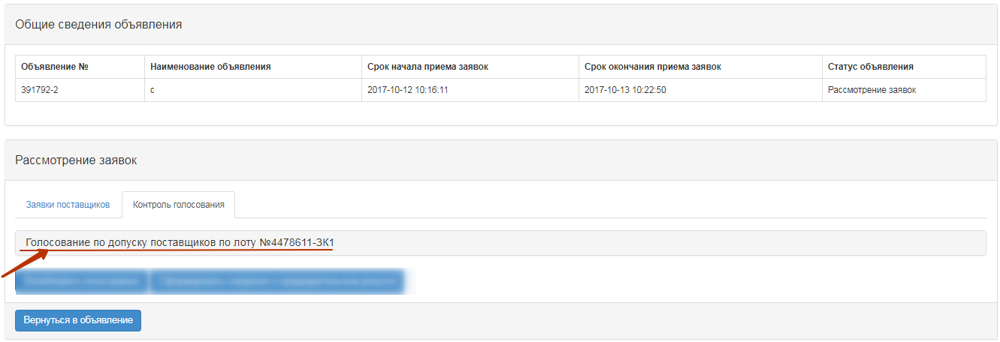 Общие сведения объявления
Объявление № Наименование объявления Срок начала приема заявок Срок окончания приема заявок Статус объявления
391792-2 с 2017-10-12 10:16:11 2017-10-13 10:22:50 Рассмотрение заявок
Рассмотрение заявок
Заявки поставщиков Контроль голосования
Голосование по допуску поставщиков по лоту №4478611-ЗК1
Вернуться в объявление